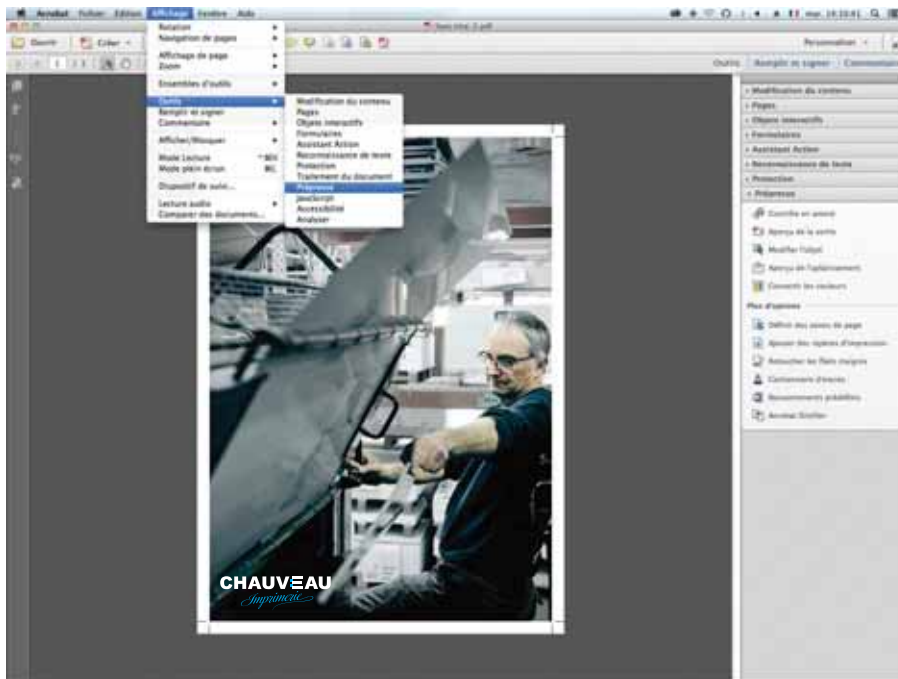 Acrobat Fichier Edition Affichage Fenêtre Aide
Sans titre 2.pdf
Ouvrir
Créer
Personnaliser
Outils
Remplir et signer
Commentaire
Rotation
Navigation de pages
Affichage de page
Zoom
Ensembles d'outils
Outils
Remplir et signer
Commentaire
Afficher/Masquer
Mode Lecture
Mode plein écran
Dispositif de suivi...
Lecture audio
Comparer des documents...
Modification du contenu
Pages
Objets interactifs
Formulaires
Assistant Action
Reconnaissance de texte
Protection
Traitement du document
Prépresse
JavaScript
Accessibilité
Analyser
Modification du contenu
Pages
Objets interactifs
Formulaires
Assistant Action
Reconnaissance de texte
Protection
Prépresse
Contrôle en amont
Aperçu de la sortie
Modifier l'objet
Aperçu de l'aplatissement
Convertir les couleurs
Plus d'options
Définir des zones de page
Ajouter des repères d'impression
Retoucher les filets maigres
Gestionnaire d'encres
Recouvrements prédéfinis
Acrobat Distiller
CHAUVEAU
Imprimerie